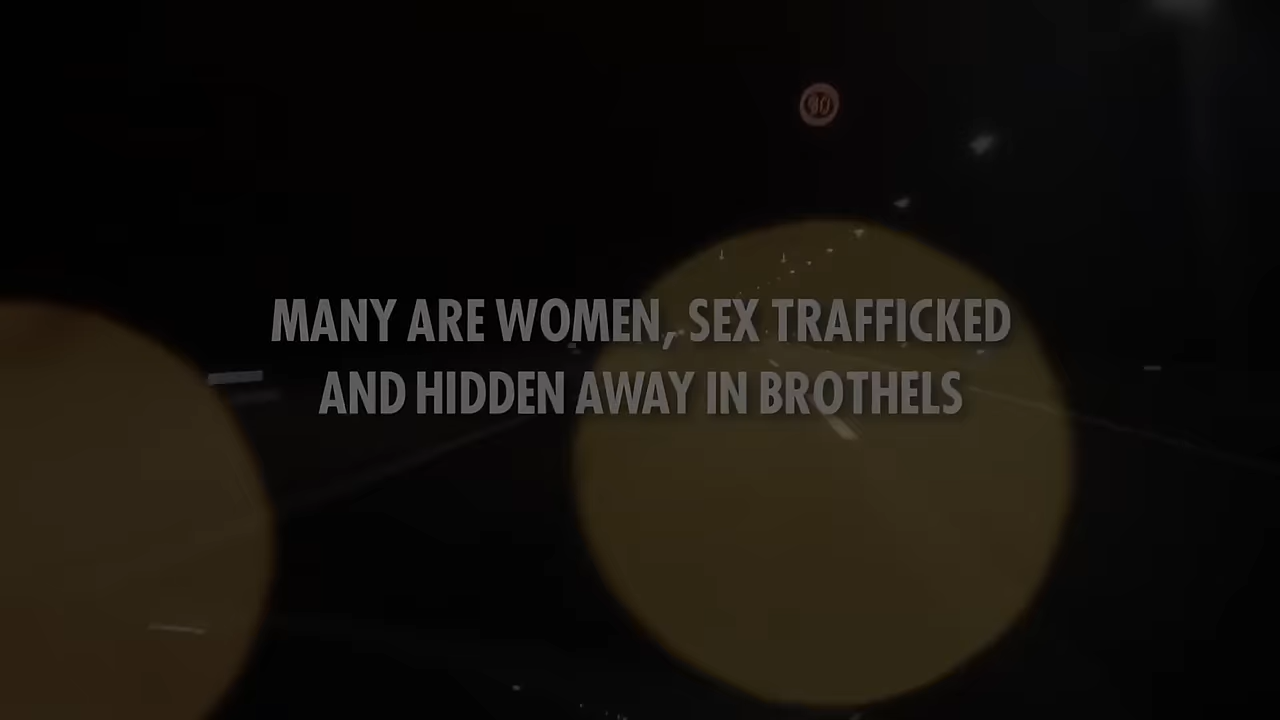 MANY ARE WOMEN, SEX TRAFFICKED
AND HIDDEN AWAY IN BROTHELS